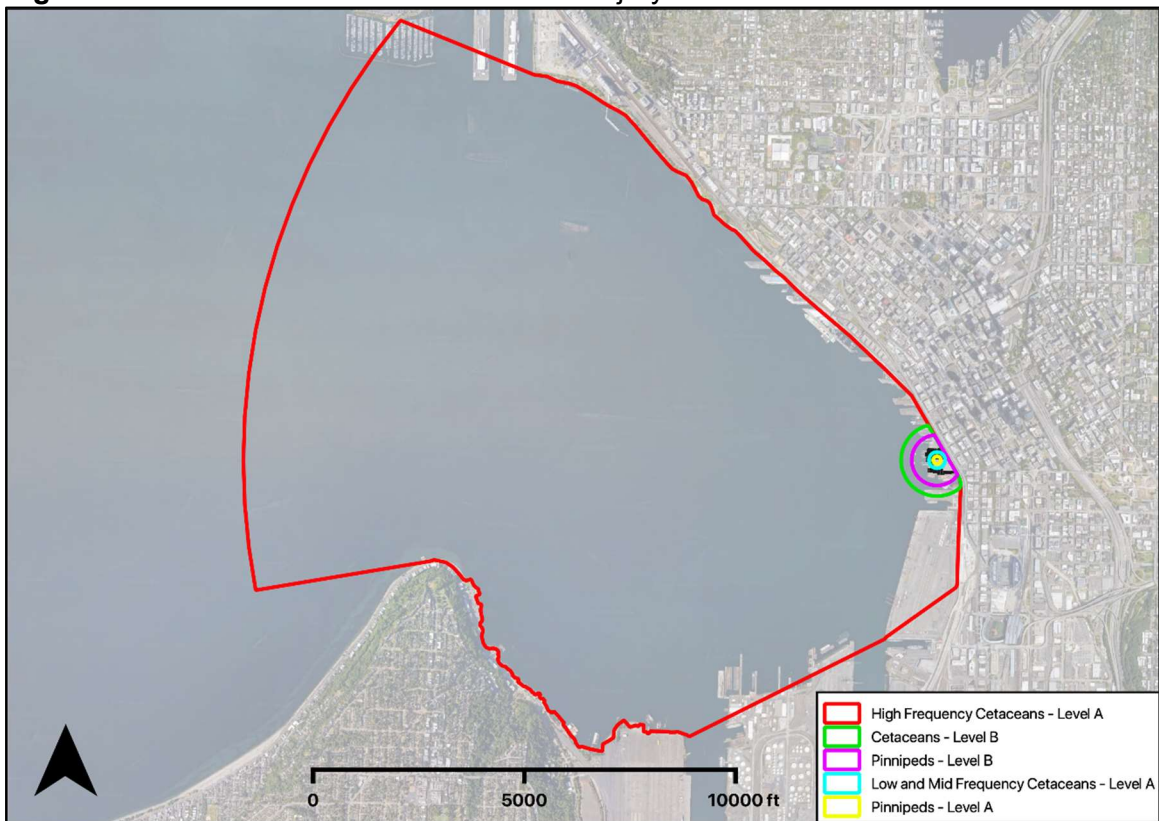 High Frequency Cetaceans - Level A
Cetaceans - Level B
Pinnipeds - Level B
Low and Mid Frequency Cetaceans - Level A
Pinnipeds - Level A
0
5000
10000 ft